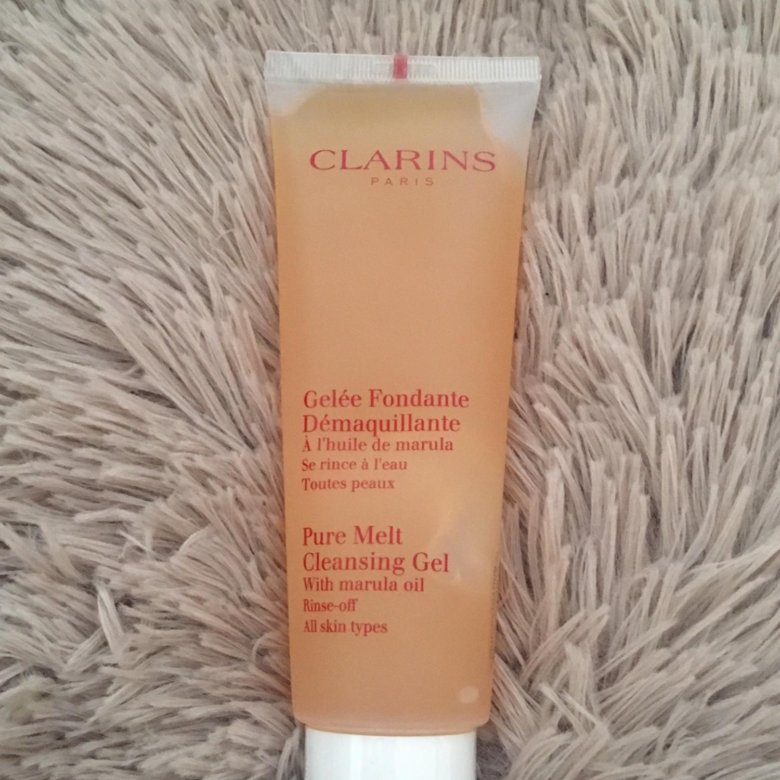 CLARINS
PARIS
Gelée Fondante
Démaquillante
À l'huile de marula
Se rince à l'eau
Toutes peaux
Pure Melt
Cleansing Gel
With marula oil
Rinse-off
All skin types